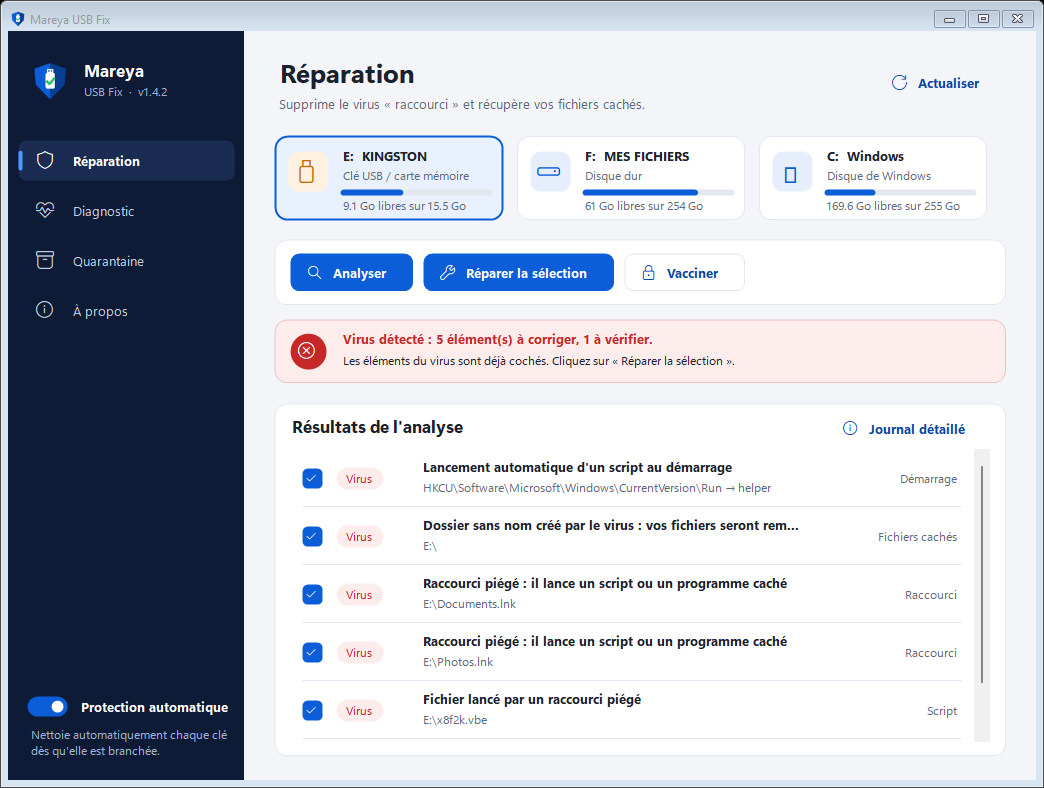 Mareya USB Fix
Mareya
USB Fix · v1.4.2
Réparation
Diagnostic
Quarantaine
À propos
Protection automatique
Nettoie automatiquement chaque clé
dès qu'elle est branchée.
Réparation
Supprime le virus « raccourci » et récupère vos fichiers cachés.
Actualiser
E: KINGSTON
Clé USB / carte mémoire
9.1 Go libres sur 15.5 Go
F: MES FICHIERS
Disque dur
61 Go libres sur 254 Go
C: Windows
Disque de Windows
169.6 Go libres sur 255 Go
Analyser
Réparer la sélection
Vacciner
Virus détecté : 5 élément(s) à corriger, 1 à vérifier.
Les éléments du virus sont déjà cochés. Cliquez sur « Réparer la sélection ».
Résultats de l'analyse
Journal détaillé
Virus
Lancement automatique d'un script au démarrage
HKCU\Software\Microsoft\Windows\CurrentVersion\Run → helper
Démarrage
Virus
Dossier sans nom créé par le virus : vos fichiers seront rem...
E:\
Fichiers cachés
Virus
Raccourci piégé : il lance un script ou un programme caché
E:\Documents.lnk
Raccourci
Virus
Raccourci piégé : il lance un script ou un programme caché
E:\Photos.lnk
Raccourci
Virus
Fichier lancé par un raccourci piégé
E:\x8f2k.vbe
Script